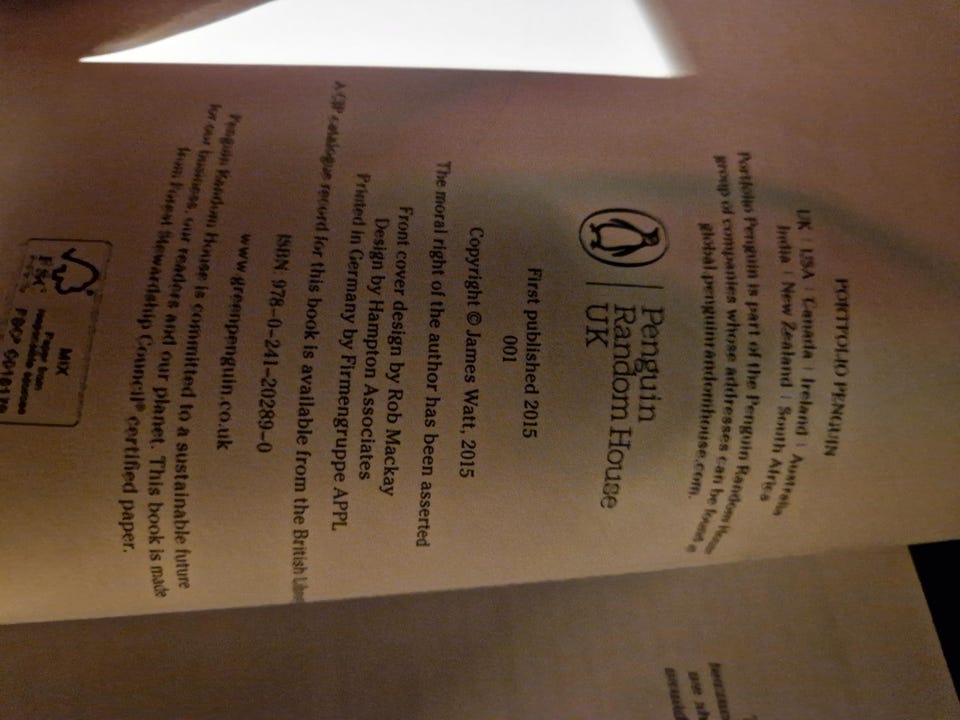 PORTFOLIO PENGUIN
UK | USA | Canada | Ireland | Australia
India | New Zealand | South Africa
Portfolio Penguin is part of the Penguin Random House
group of companies whose addresses can be found at
global.penguinrandomhouse.com.
Penguin
Random House
UK
First published 2015
001
Copyright © James Watt, 2015
The moral right of the author has been asserted
Front cover design by Rob Mackay
Design by Hampton Associates
Printed in Germany by Firmengruppe APPL
A CIP catalogue record for this book is available from the British
ISBN 978-0-241-20289-0
www.greenpenguin.co.uk
Penguin Random House is committed to a sustainable future
for our business, our readers and our planet. This book is made
from Forest Stewardship Council® certified paper.
MIX
Paper from
responsible sources
FSC